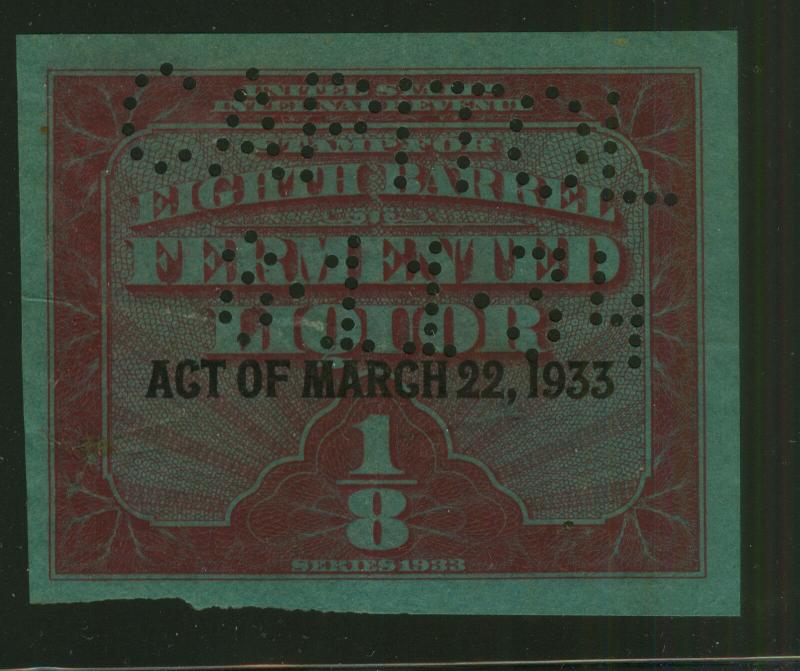 UNITED STATES
INTERNAL REVENUE
STAMP FOR
EIGHTH BARREL
OF
FERMENTED
LIQUOR
ACT OF MARCH 22, 1933
1
8
SERIES 1933